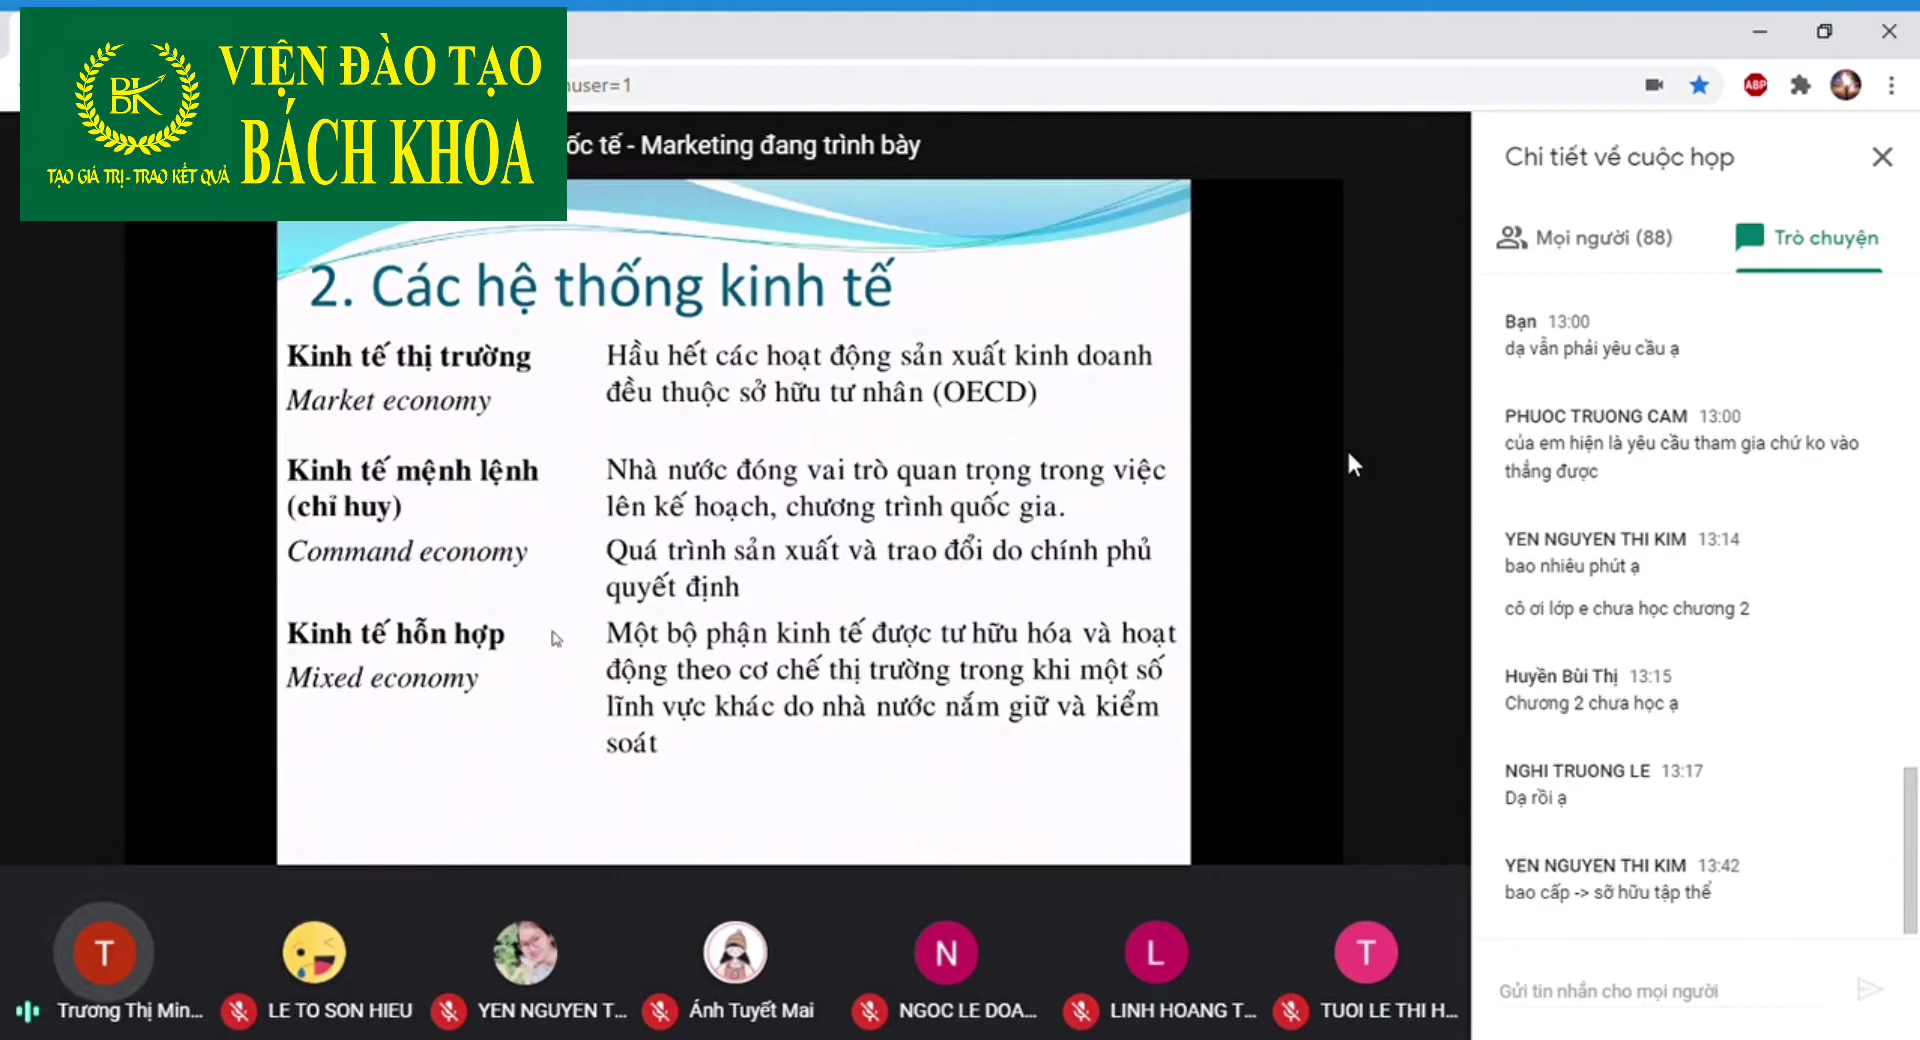 VIỆN ĐÀO TẠO
BÁCH KHOA
BK
TẠO GIÁ TRỊ - TRAO KẾT QUẢ
user=1
ABP
ốc tế - Marketing đang trình bày
2. Các hệ thống kinh tế
Kinh tế thị trường
Market economy
Hầu hết các hoạt động sản xuất kinh doanh
đều thuộc sở hữu tư nhân (OECD)
Kinh tế mệnh lệnh
(chỉ huy)
Command economy
Nhà nước đóng vai trò quan trọng trong việc
lên kế hoạch, chương trình quốc gia.
Quá trình sản xuất và trao đổi do chính phủ
quyết định
Kinh tế hỗn hợp
Mixed economy
Một bộ phận kinh tế được tư hữu hóa và hoạt
động theo cơ chế thị trường trong khi một số
lĩnh vực khác do nhà nước nắm giữ và kiểm
soát
Chi tiết về cuộc họp
Mọi người (88)
Trò chuyện
Bạn 13:00
dạ vẫn phải yêu cầu ạ
PHUOC TRUONG CAM 13:00
của em hiện là yêu cầu tham gia chứ ko vào
thẳng được
YEN NGUYEN THI KIM 13:14
bao nhiêu phút ạ
cô ơi lớp e chưa học chương 2
Huyền Bùi Thị 13:15
Chương 2 chưa học ạ
NGHI TRUONG LE 13:17
Dạ rồi ạ
YEN NGUYEN THI KIM 13:42
bao cấp -> sỡ hữu tập thể
Gửi tin nhắn cho mọi người
T
N
L
T
Trương Thị Min...
LE TO SON HIEU
YEN NGUYEN T...
Ánh Tuyết Mai
NGOC LE DOA...
LINH HOANG T...
TUOI LE THI H...